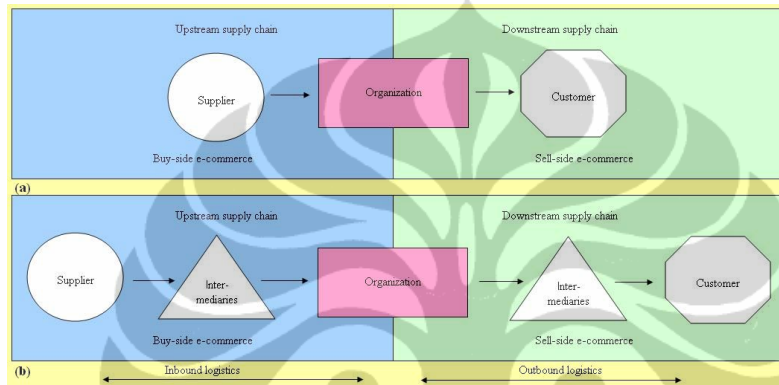 Upstream supply chain
Downstream supply chain
Supplier
Organization
Customer
Buy-side e-commerce
Sell-side e-commerce
(a)
Upstream supply chain
Downstream supply chain
Supplier
Inter-
mediaries
Organization
Inter-
mediaries
Customer
Buy-side e-commerce
Sell-side e-commerce
(b)
Inbound logistics
Outbound logistics